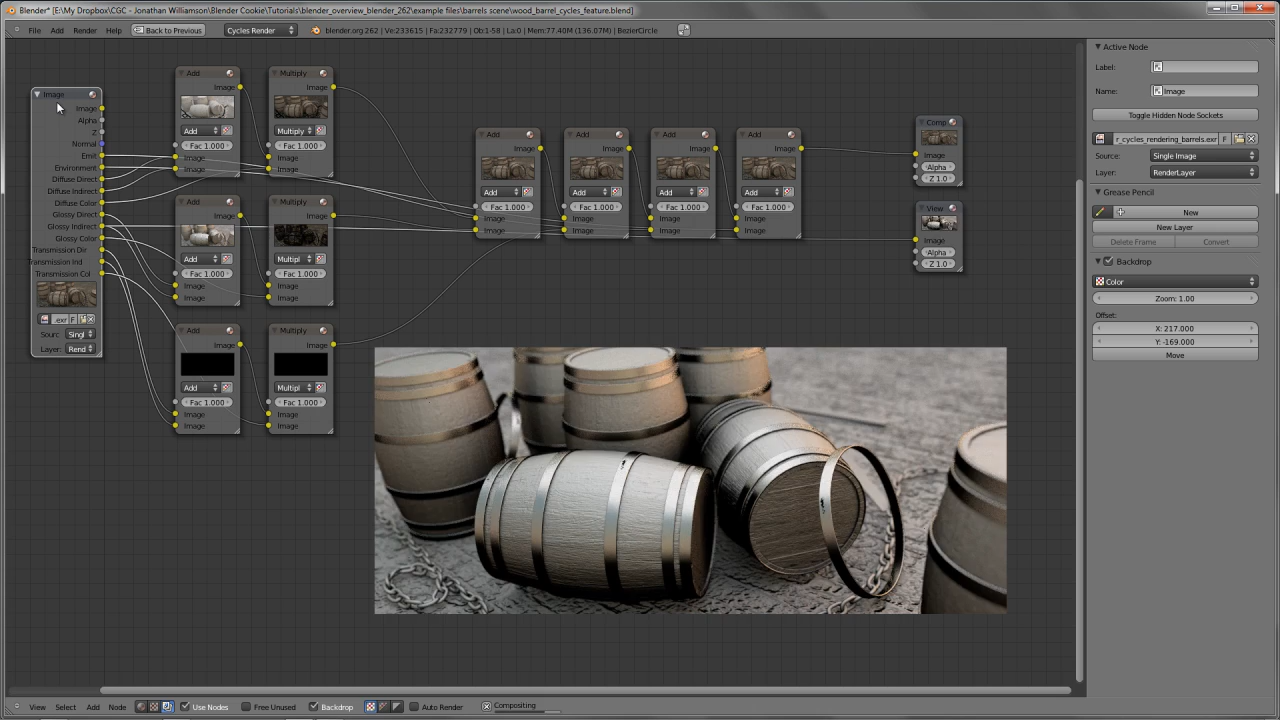 Blender* [E:\My Dropbox\CGC - Jonathan Williamson\Blender Cookie\Tutorials\blender_overview_blender_262\example files\barrels scene\wood_barrel_cycles_feature.blend]
File Add Render Help Back to Previous Cycles Render blender.org 262 | Ve:233615 | Fa:232779 | Ob:1-58 | La:0 | Mem:77.40M (136.07M) | BezierCircle
Image
Image
Alpha
Z
Normal
Emit
Environment
Diffuse Direct
Diffuse Indirect
Diffuse Color
Glossy Direct
Glossy Indirect
Glossy Color
Transmission Dir
Transmission Ind
Transmission Col
.exr F
Sourc: Singl
Layer: Rend
Add
Image
Add
Fac 1.000
Image
Image
Multiply
Image
Multiply
Fac 1.000
Image
Image
Add
Image
Add
Fac 1.000
Image
Image
Multiply
Image
Multipl
Fac 1.000
Image
Image
Add
Image
Add
Fac 1.000
Image
Image
Multiply
Image
Multipl
Fac 1.000
Image
Image
Add
Image
Add
Fac 1.000
Image
Image
Add
Image
Add
Fac 1.000
Image
Image
Add
Image
Add
Fac 1.000
Image
Image
Add
Image
Add
Fac 1.000
Image
Image
Comp
Image
Alpha
Z 1.0
View
Image
Alpha
Z 1.0
Active Node
Label:
Name: Image
Toggle Hidden Node Sockets
r_cycles_rendering_barrels.exr F
Source: Single Image
Layer: RenderLayer
Grease Pencil
New
New Layer
Delete Frame Convert
Backdrop
Color
Zoom: 1.00
Offset:
X: 217.000
Y: -169.000
Move
View Select Add Node Use Nodes Free Unused Backdrop Auto Render Compositing